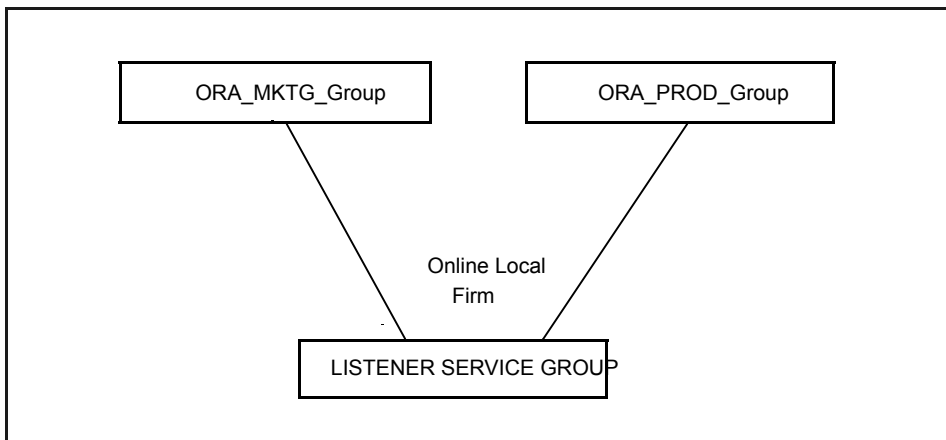 ORA_MKTG_Group
ORA_PROD_Group
Online Local
Firm
LISTENER SERVICE GROUP